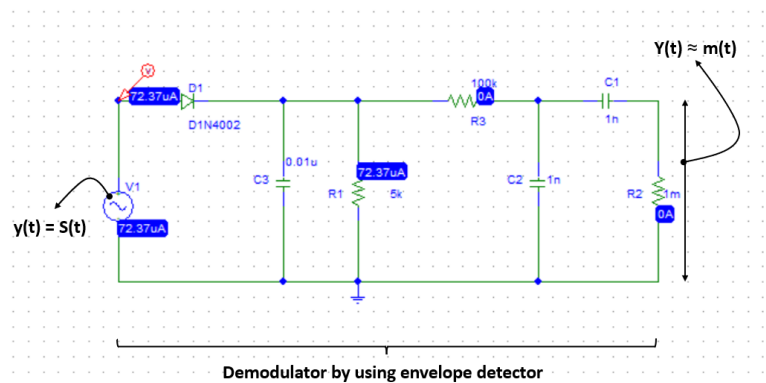 Y(t) ≈ m(t)
V
72.37uA
D1
D1N4002
100k
0A
R3
C1
1n
0.01u
C3
72.37uA
R1
5k
C2
1n
R2
1m
0A
V1
72.37uA
y(t) = S(t)
Demodulator by using envelope detector